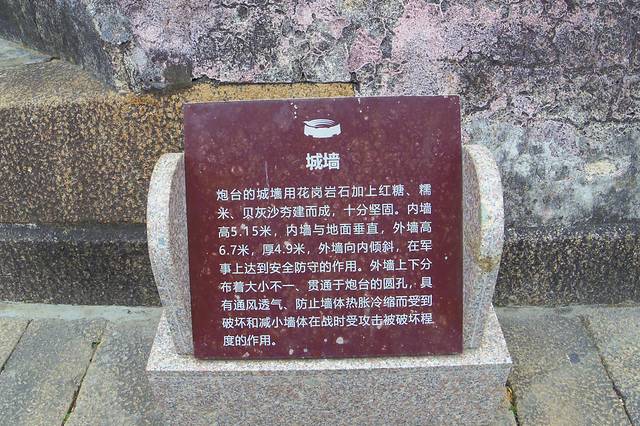 城墙
炮台的城墙用花岗岩石加上红糖、糯
米、贝灰沙夯建而成，十分坚固。内墙
高5.15米，内墙与地面垂直，外墙高
6.7米，厚4.9米，外墙向内倾斜，在军
事上达到安全防守的作用。外墙上下分
布着大小不一、贯通于炮台的圆孔，具
有通风透气、防止墙体热胀冷缩而受到
破坏和减小墙体在战时受攻击被破坏程
度的作用。